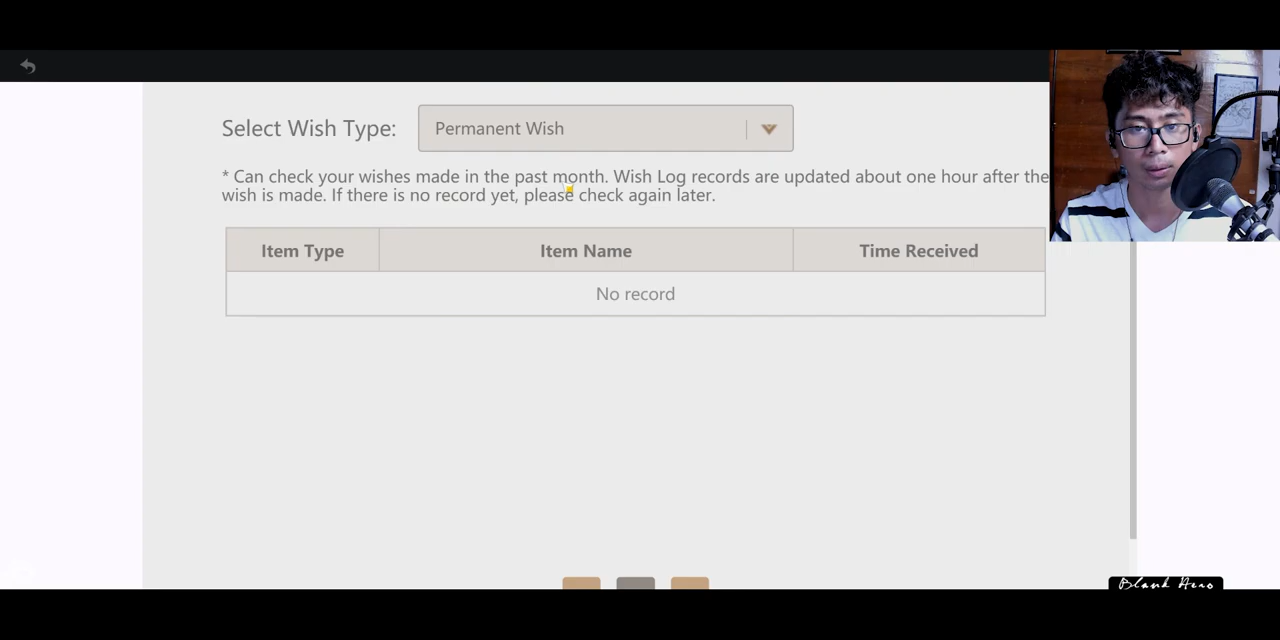 Select Wish Type:
Permanent Wish
* Can check your wishes made in the past month. Wish Log records are updated about one hour after the
wish is made. If there is no record yet, please check again later.
Item Type Item Name Time Received
No record
Blank Hero